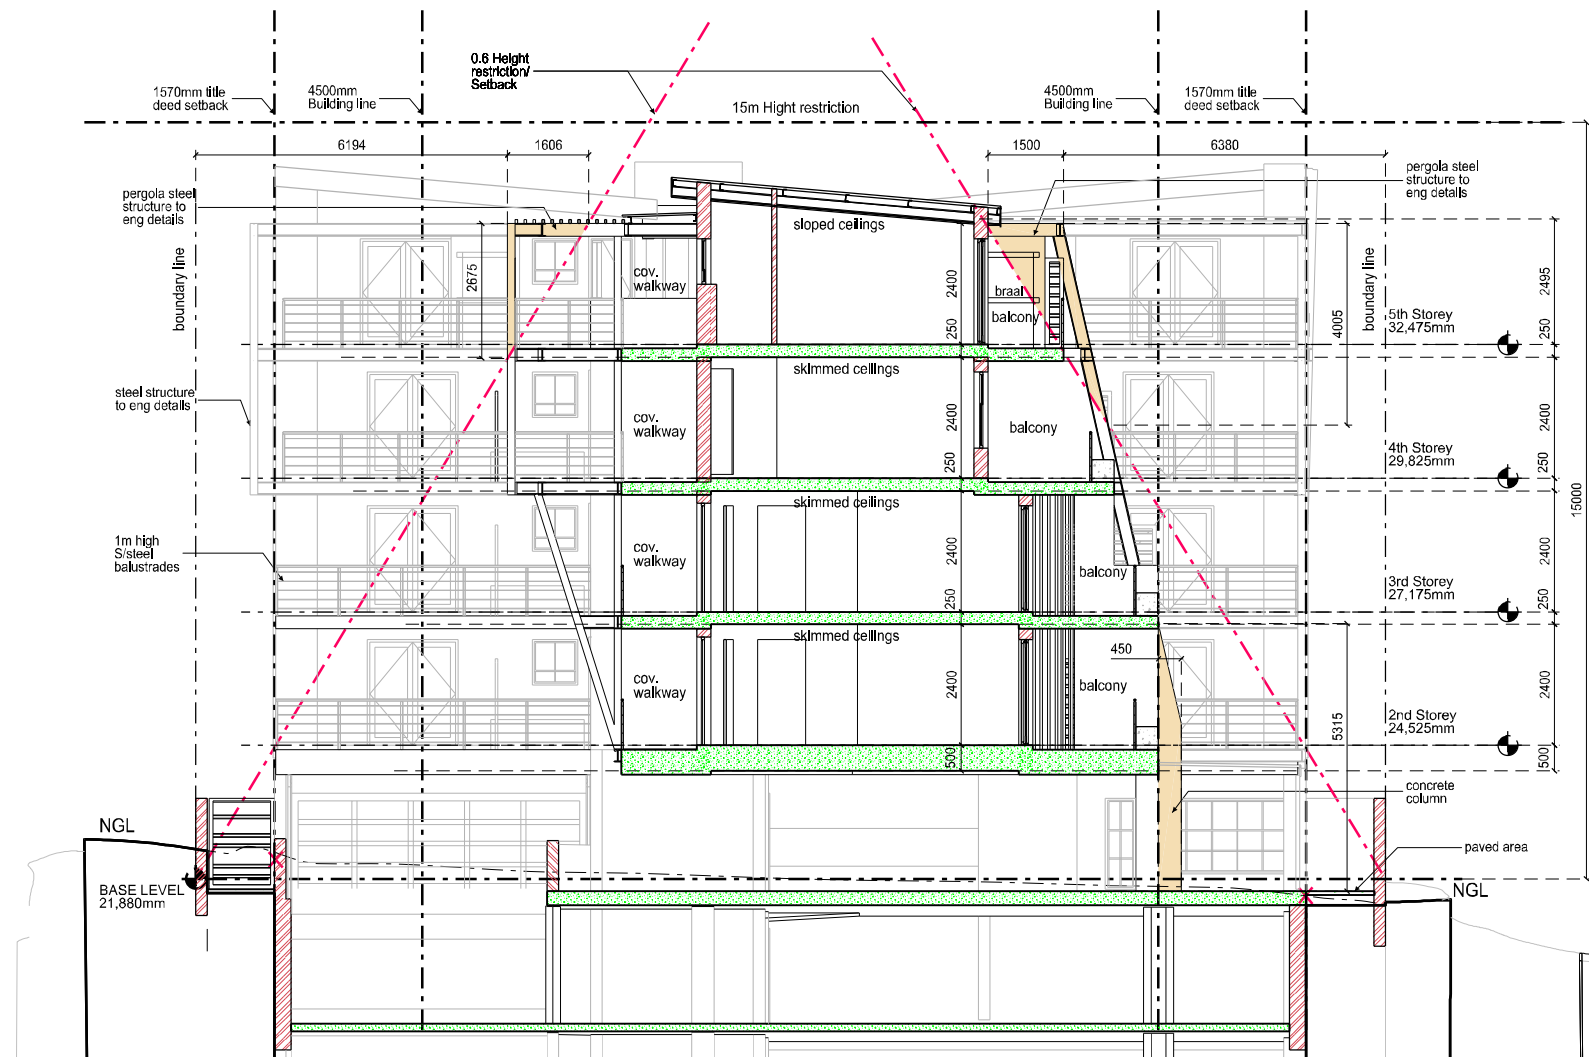 0.6 Height
restriction/
Setback
1570mm title
deed setback
4500mm
Building line
15m Hight restriction
4500mm
Building line
1570mm title
deed setback
6194
1606
1500
6380
pergola steel
structure to
eng details
pergola steel
structure to
eng details
sloped ceilings
boundary line
2675
cov.
walkway
2400
250
braai
balcony
4005
boundary line
2495
250
5th Storey
32,475mm
skimmed ceilings
steel structure
to eng details
cov.
walkway
2400
250
balcony
2400
250
4th Storey
29,825mm
skimmed ceilings
15000
1m high
S/steel
balustrades
cov.
walkway
2400
250
balcony
2400
250
3rd Storey
27,175mm
skimmed ceilings
450
cov.
walkway
2400
500
balcony
5315
2400
500
2nd Storey
24,525mm
concrete
column
NGL
paved area
BASE LEVEL
21,880mm
NGL